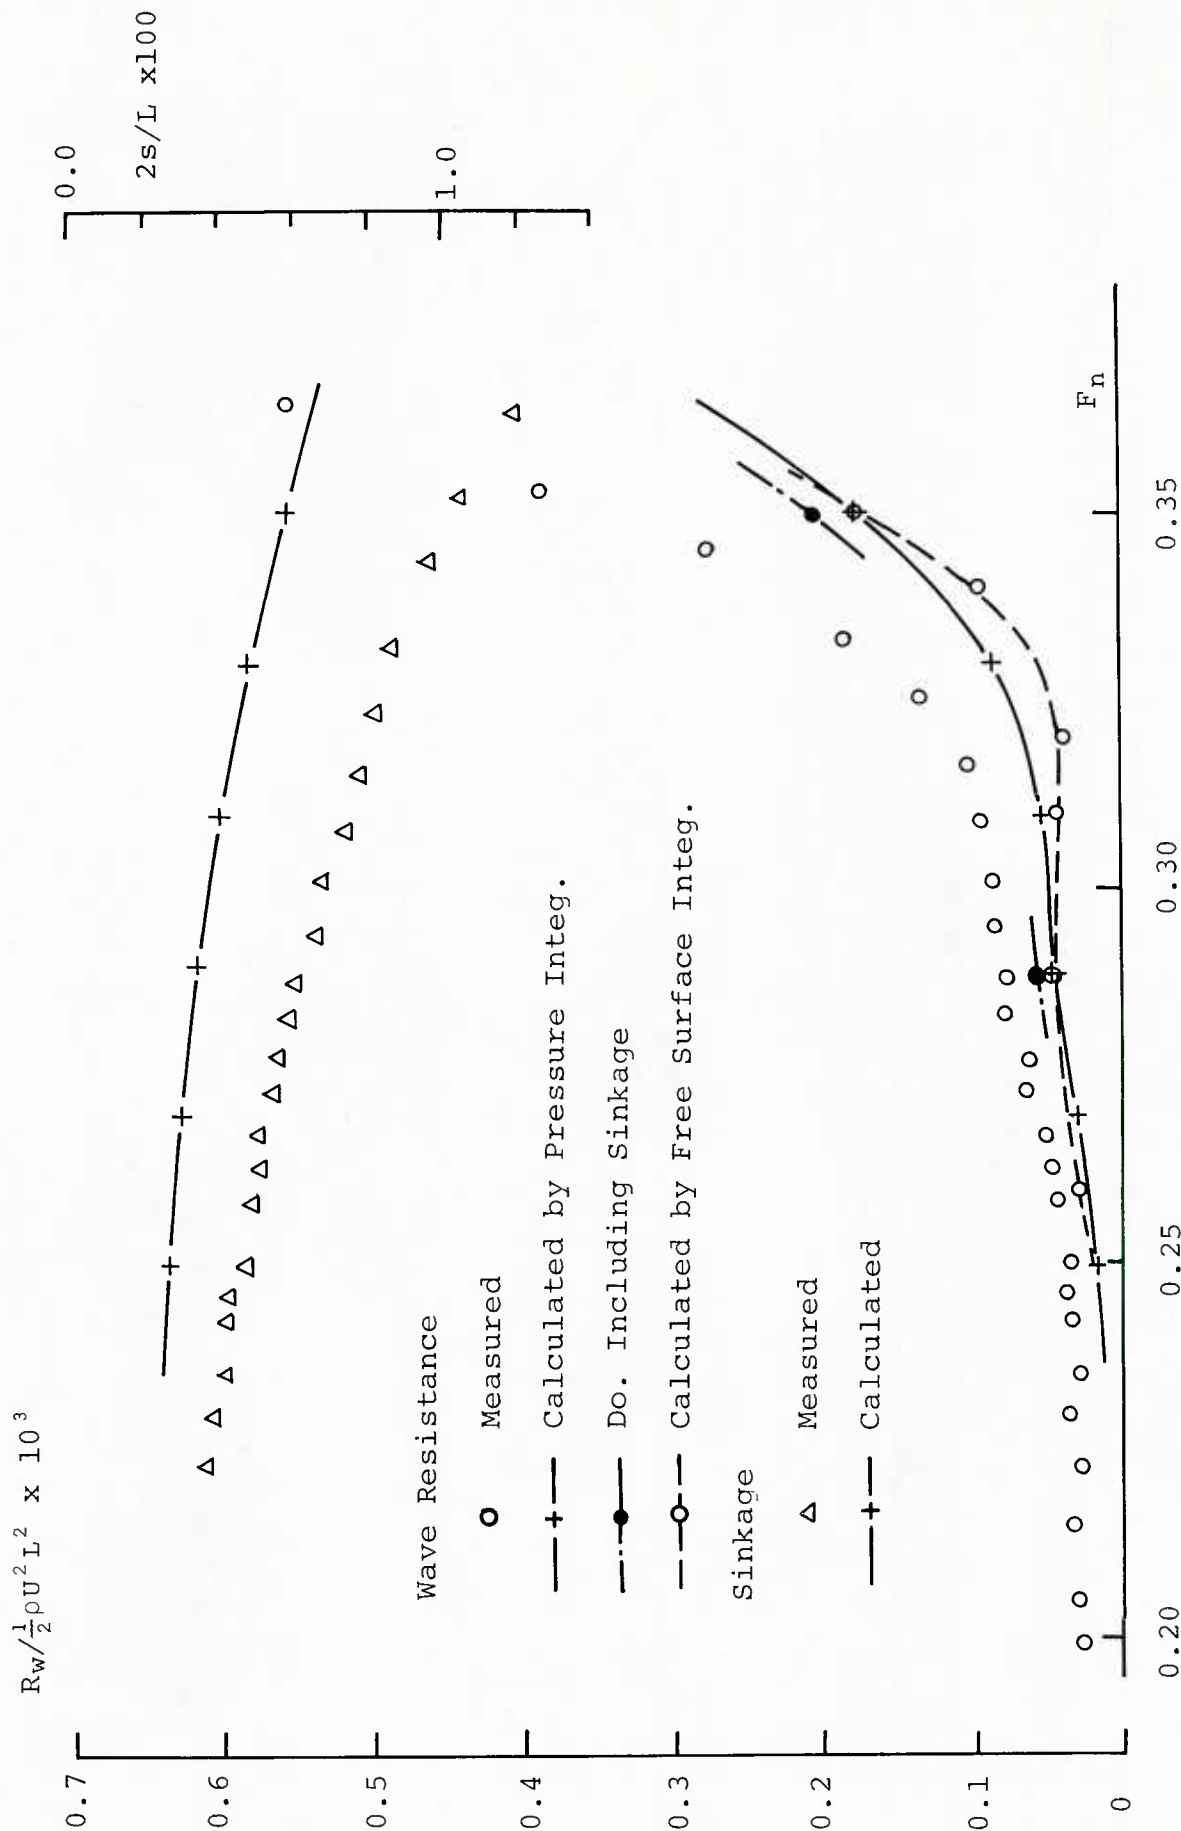 R_W/½ρU²L² x 10³
0.7
0.6
0.5
0.4
0.3
0.2
0.1
0
0.0
2s/L x100
1.0
Wave Resistance
Measured
Calculated by Pressure Integ.
Do. Including Sinkage
Calculated by Free Surface Integ.
Sinkage
Measured
Calculated
0.20
0.25
0.30
0.35
F_n